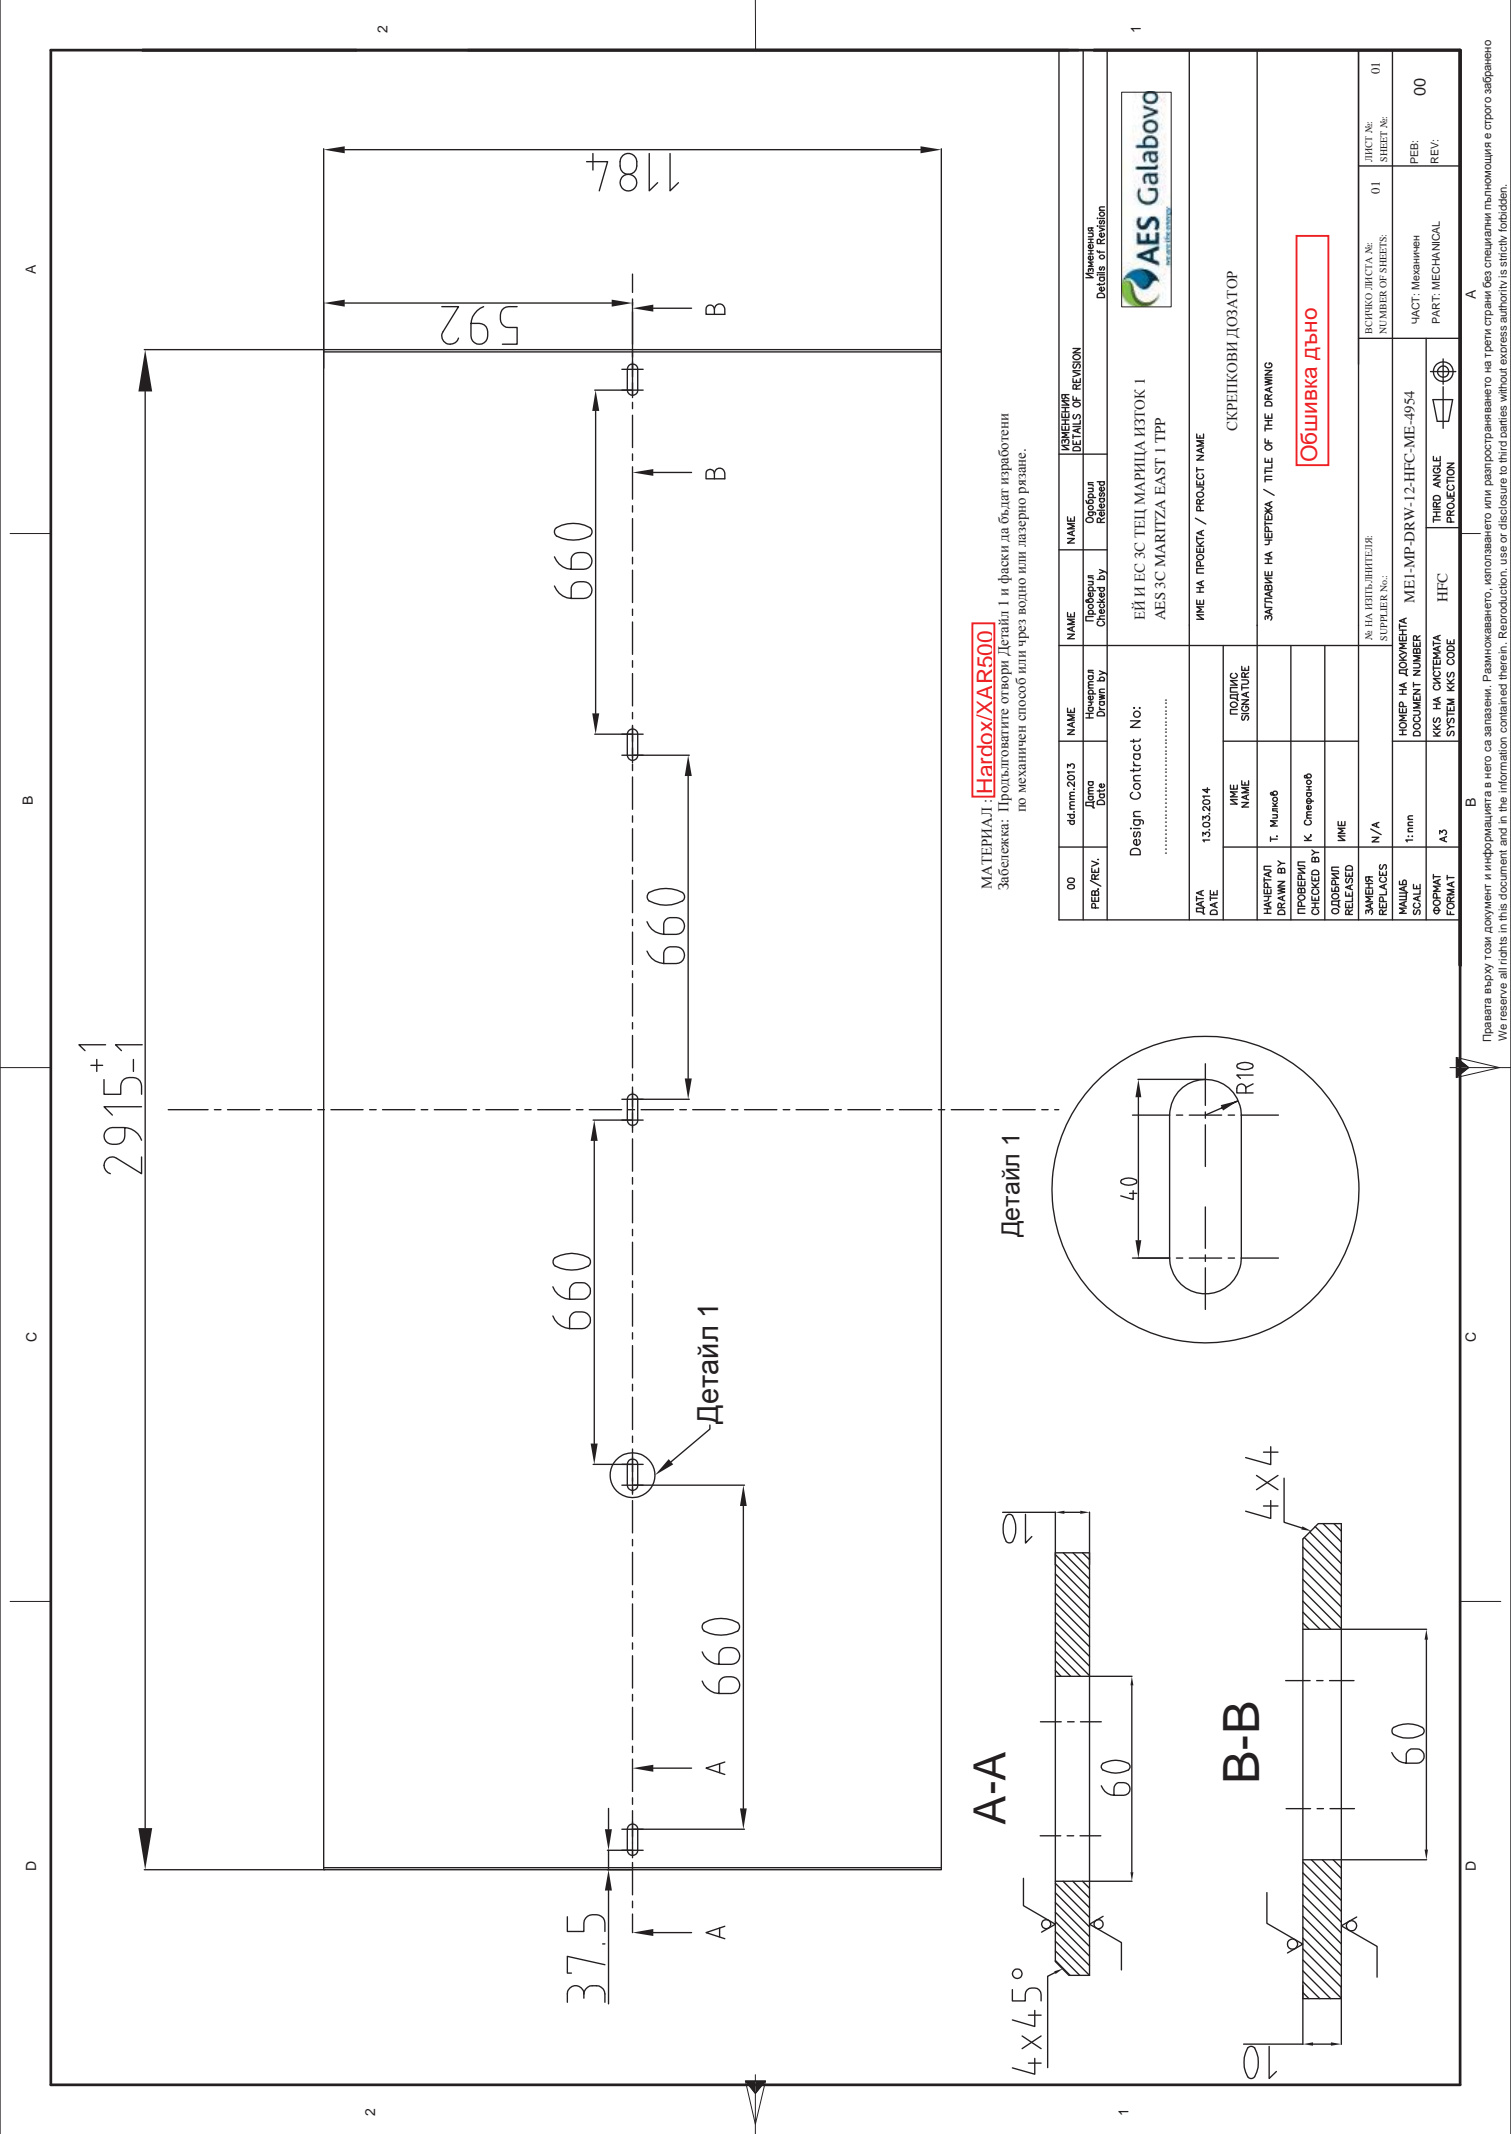 2915 +1 -1
1184
592
660
660
660
660
37.5
A
A
B
B
Детайл 1
A-A
4x45°
10
60
B-B
4x4
10
60
Детайл 1
40
R10
МАТЕРИАЛ : Hardox/XAR500
Забележка: Продълговатите отвори Детайл 1 и фаски да бъдат изработени
по механичен способ или чрез водно или лазерно рязане.
00 dd.mm.2013 NAME NAME NAME ИЗМЕНЕНИЯ
DETAILS OF REVISION
РЕВ./REV. Дата
Date Начертал
Drawn by Проверил
Checked by Одобрил
Released Изменения
Details of Revision
Design Contract No:
ЕЙ И ЕС 3С ТЕЦ МАРИЦА ИЗТОК 1
AES 3C MARITZA EAST 1 TPP
AES Galabovo
we are the energy
ДАТА
DATE 13.03.2014
ИМЕ НА ПРОЕКТА / PROJECT NAME
СКРЕПКОВИ ДОЗАТОР
ИМЕ
NAME ПОДПИС
SIGNATURE
НАЧЕРТАЛ
DRAWN BY Т. Милков
ПРОВЕРИЛ
CHECKED BY К. Стефанов
ОДОБРИЛ
RELEASED ИМЕ
ЗАГЛАВИЕ НА ЧЕРТЕЖА / TITLE OF THE DRAWING
Обшивка дъно
ЗАМЕНЯ
REPLACES N/A
№ НА ИЗПЪЛНИТЕЛЯ:
SUPPLIER No.:
ВСИЧКО ЛИСТА №:
NUMBER OF SHEETS: 01
ЛИСТ №:
SHEET №: 01
МАЩАБ
SCALE 1:nnn
НОМЕР НА ДОКУМЕНТА
DOCUMENT NUMBER ME1-MP-DRW-12-HFC-ME-4954
ЧАСТ: Механичен
PART: MECHANICAL
РЕВ:
REV: 00
ФОРМАТ
FORMAT A3
KKS НА СИСТЕМАТА
SYSTEM KKS CODE HFC
THIRD ANGLE
PROJECTION
Правата върху този документ и информацията в него са запазени. Размножаването, използването или разпространяването на трети страни без специални пълномощия е строго забранено
We reserve all rights in this document and in the information contained therein. Reproduction, use or disclosure to third parties without express authority is strictly forbidden.
D
C
B
A
D
C
B
A
2
1
2
1